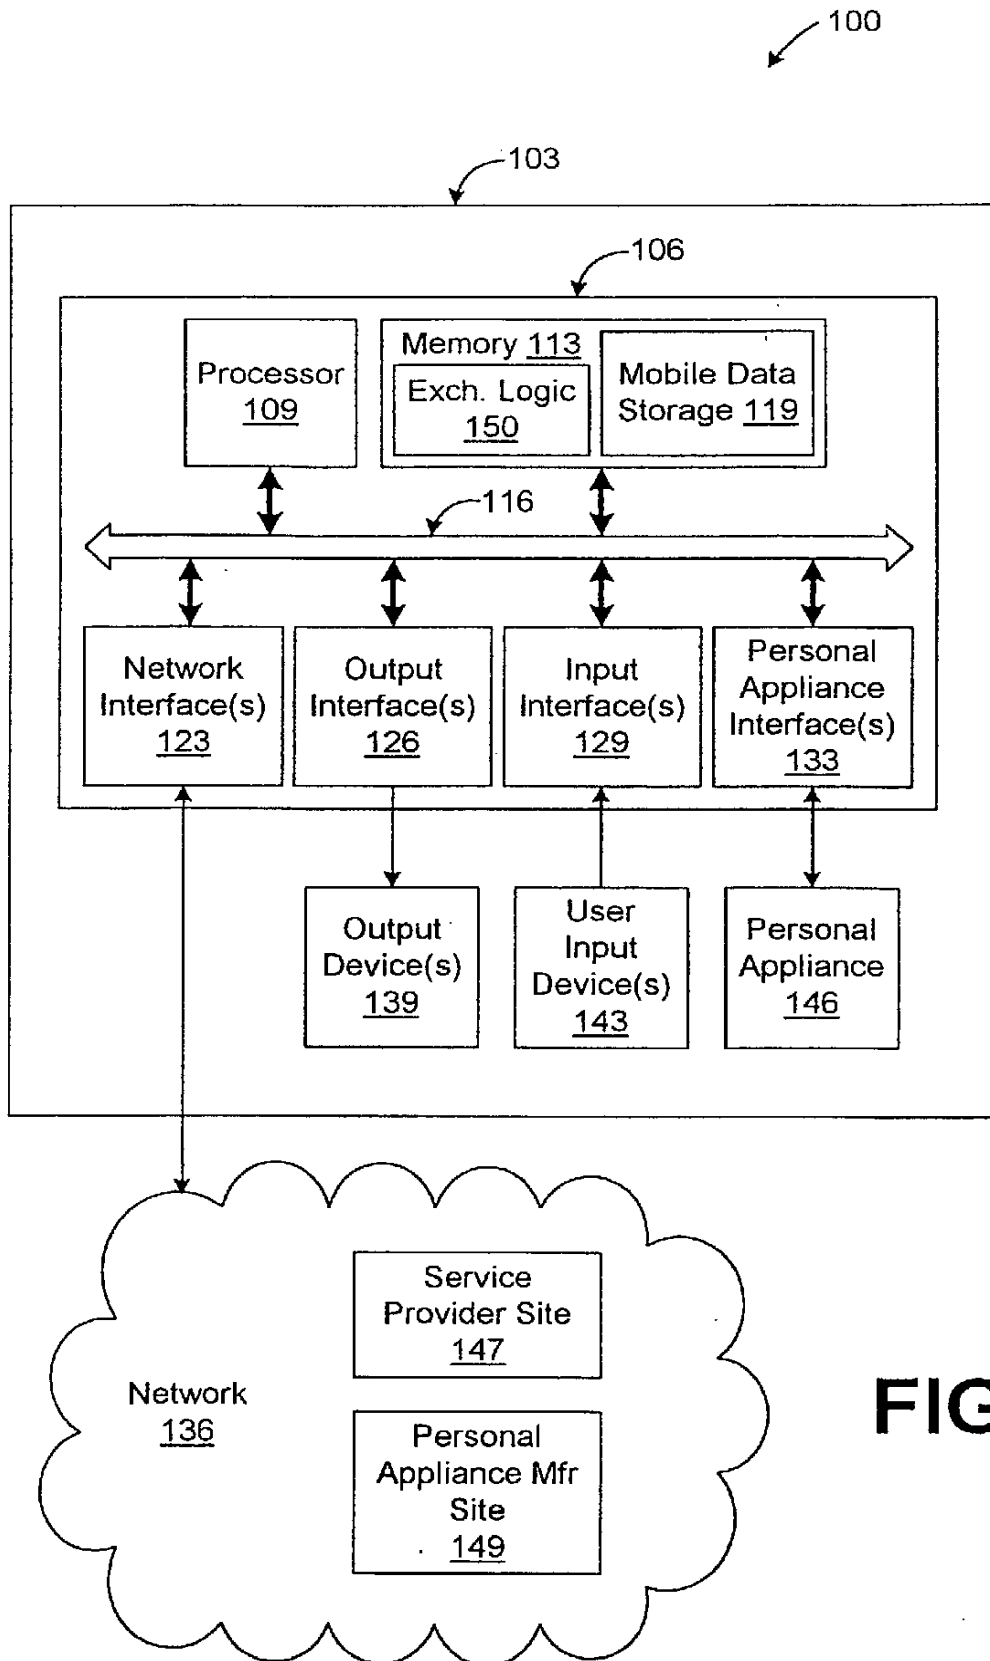 100
103
106
Processor
109
Memory 113
Exch. Logic
150
Mobile Data
Storage 119
116
Network
Interface(s)
123
Output
Interface(s)
126
Input
Interface(s)
129
Personal
Appliance
Interface(s)
133
Output
Device(s)
139
User
Input
Device(s)
143
Personal
Appliance
146
Network
136
Service
Provider Site
147
Personal
Appliance Mfr
Site
149
FIG